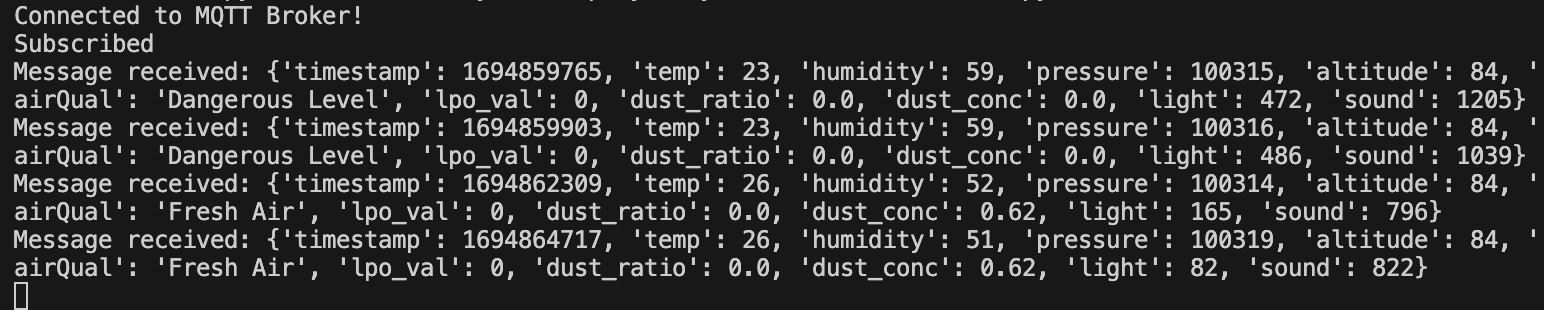 Connected to MQTT Broker!
Subscribed
Message received: {'timestamp': 1694859765, 'temp': 23, 'humidity': 59, 'pressure': 100315, 'altitude': 84, '
airQual': 'Dangerous Level', 'lpo_val': 0, 'dust_ratio': 0.0, 'dust_conc': 0.0, 'light': 472, 'sound': 1205}
Message received: {'timestamp': 1694859903, 'temp': 23, 'humidity': 59, 'pressure': 100316, 'altitude': 84, '
airQual': 'Dangerous Level', 'lpo_val': 0, 'dust_ratio': 0.0, 'dust_conc': 0.0, 'light': 486, 'sound': 1039}
Message received: {'timestamp': 1694862309, 'temp': 26, 'humidity': 52, 'pressure': 100314, 'altitude': 84, '
airQual': 'Fresh Air', 'lpo_val': 0, 'dust_ratio': 0.0, 'dust_conc': 0.62, 'light': 165, 'sound': 796}
Message received: {'timestamp': 1694864717, 'temp': 26, 'humidity': 51, 'pressure': 100319, 'altitude': 84, '
airQual': 'Fresh Air', 'lpo_val': 0, 'dust_ratio': 0.0, 'dust_conc': 0.62, 'light': 82, 'sound': 822}